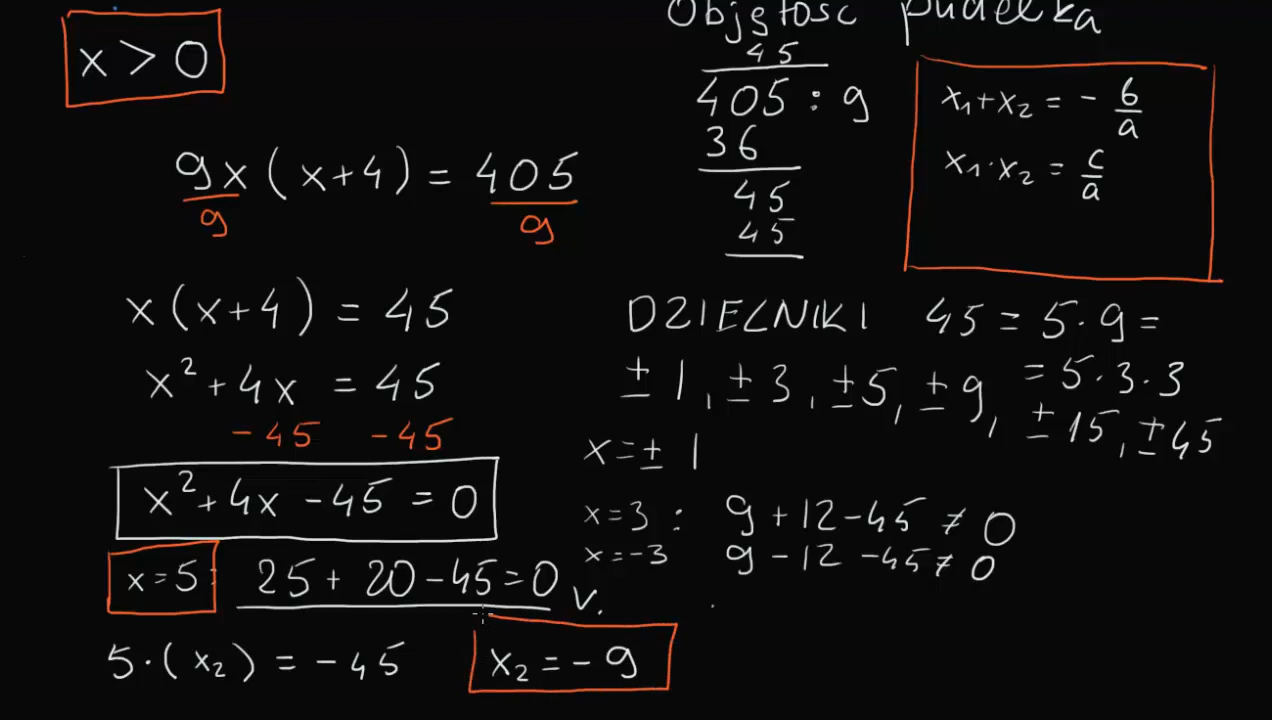 Objętość pudełka
x > 0
45
405 : 9
36
45
45
x₁+x₂ = - b/a
x₁·x₂ = c/a
9x(x+4) = 405
9 9
x(x+4) = 45
x²+4x = 45
-45 -45
x²+4x-45 = 0
x=5: 25+20-45=0 v.
5·(x₂) = -45
x₂ = -9
DZIELNIKI 45 = 5·9 =
= 5·3·3
±1, ±3, ±5, ±9, ±15, ±45
x=±1
x=3 : 9+12-45 ≠ 0
x=-3 9-12-45 ≠ 0